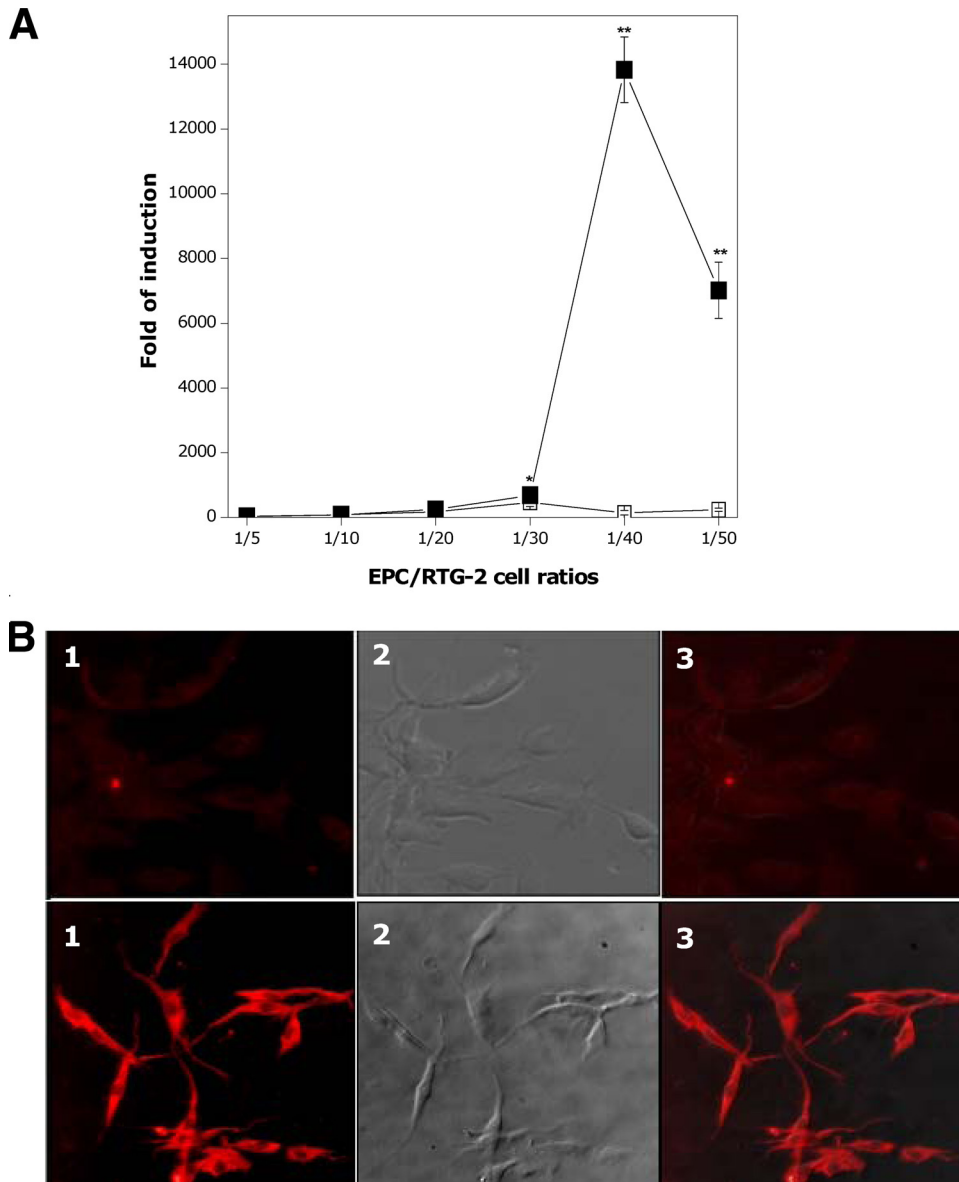 A
Fold of induction
14000
12000
10000
8000
6000
4000
2000
0
**
**
*
1/5 1/10 1/20 1/30 1/40 1/50
EPC/RTG-2 cell ratios
B
1 2 3
1 2 3